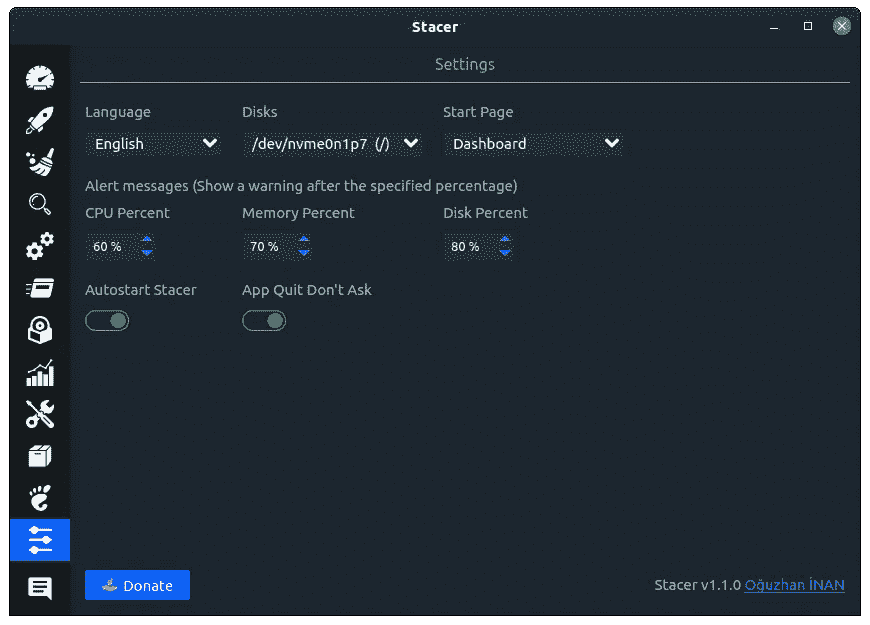 Stacer
Settings
Language Disks Start Page
English /dev/nvme0n1p7 (/) Dashboard
Alert messages (Show a warning after the specified percentage)
CPU Percent Memory Percent Disk Percent
60 % 70 % 80 %
Autostart Stacer App Quit Don't Ask
Donate Stacer v1.1.0 Oğuzhan İNAN